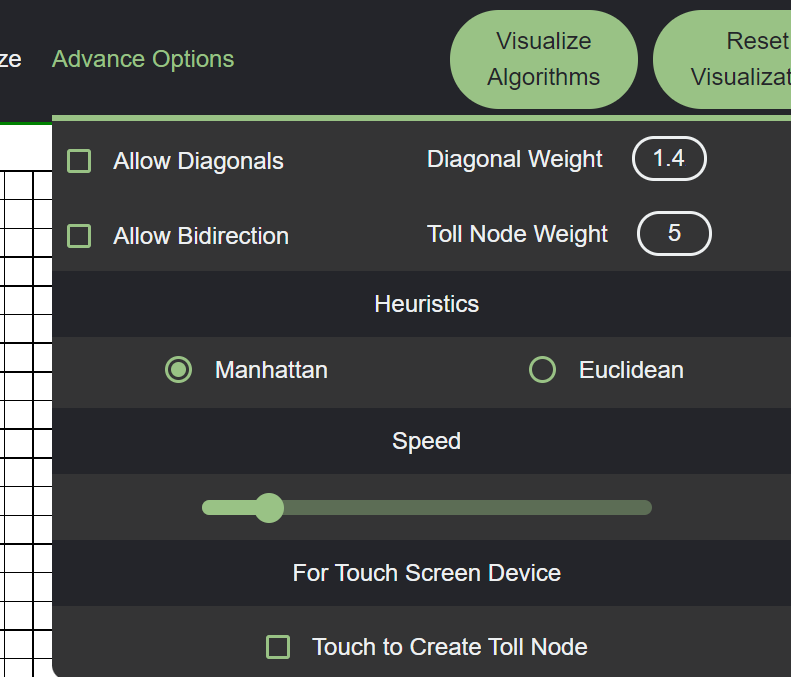 ze
Advance Options
Visualize
Algorithms
Reset
Visualizat
Allow Diagonals
Diagonal Weight
1.4
Allow Bidirection
Toll Node Weight
5
Heuristics
Manhattan
Euclidean
Speed
For Touch Screen Device
Touch to Create Toll Node